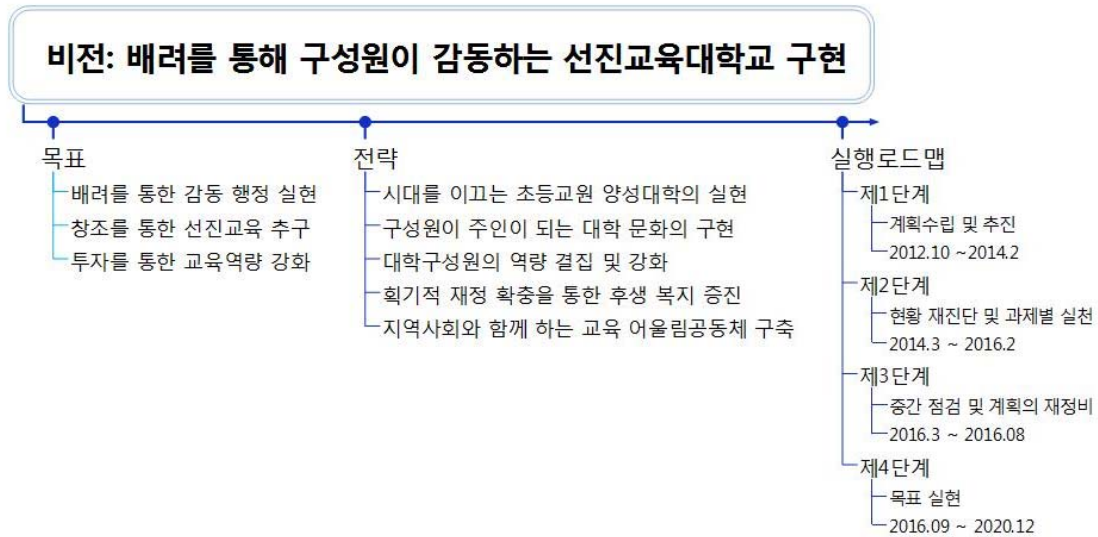 비전: 배려를 통해 구성원이 감동하는 선진교육대학교 구현
목표
배려를 통한 감동 행정 실현
창조를 통한 선진교육 추구
투자를 통한 교육역량 강화
전략
시대를 이끄는 초등교원 양성대학의 실현
구성원이 주인이 되는 대학 문화의 구현
대학구성원의 역량 결집 및 강화
획기적 재정 확충을 통한 후생 복지 증진
지역사회와 함께 하는 교육 어울림공동체 구축
실행로드맵
제1단계
계획수립 및 추진
2012.10 ~2014.2
제2단계
현황 재진단 및 과제별 실천
2014.3 ~ 2016.2
제3단계
중간 점검 및 계획의 재정비
2016.3 ~ 2016.08
제4단계
목표 실현
2016.09 ~ 2020.12